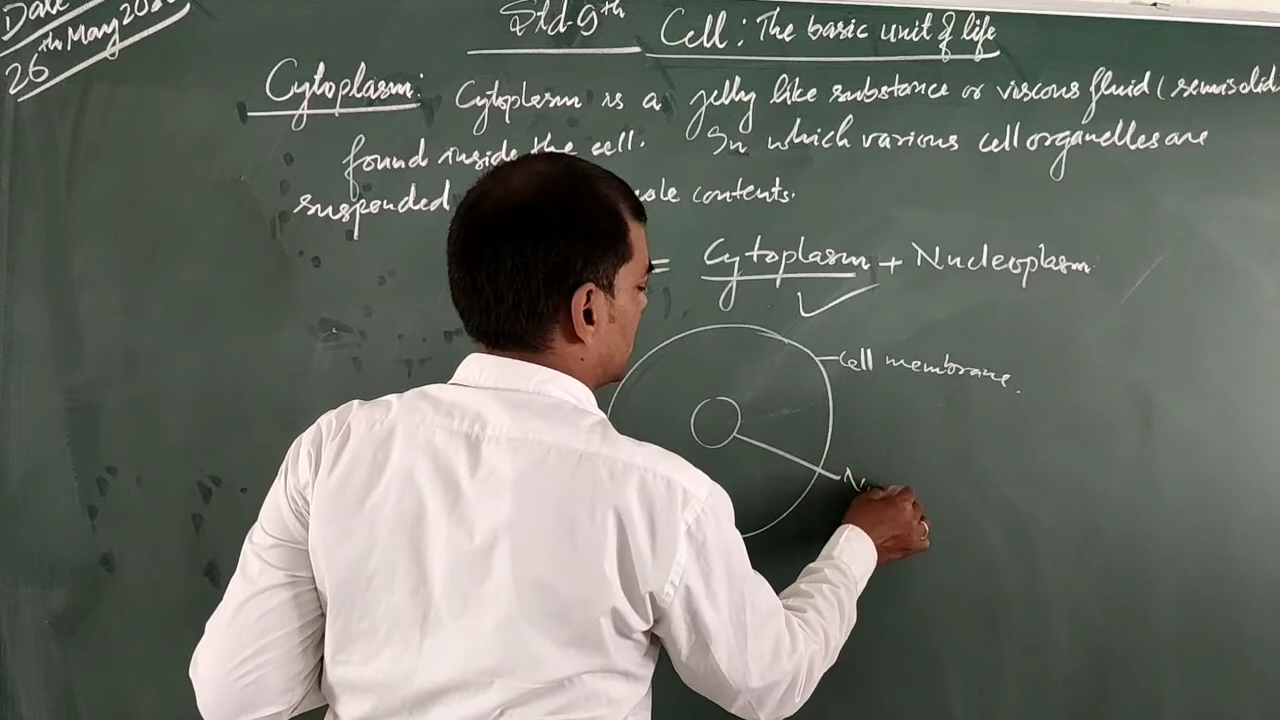 Date
26th May
Std-9th Cell: The basic unit of life
Cytoplasm: Cytoplasm is a jelly like substance or viscous fluid (semisolid
found inside the cell. In which various cell organelles are
suspended contents.
= Cytoplasm + Nucleoplasm
Cell membrane.
N